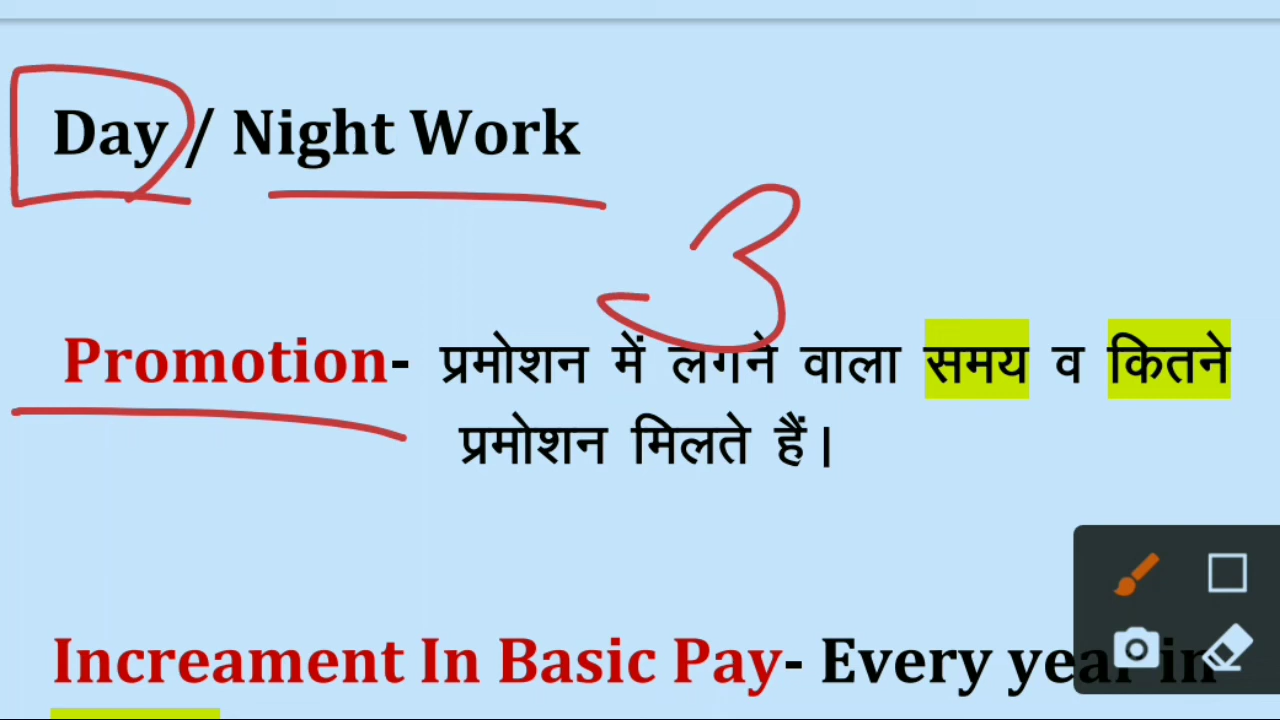 Day / Night Work
3
Promotion- प्रमोशन में लगने वाला समय व कितने
प्रमोशन मिलते हैं।
Increament In Basic Pay- Every year in